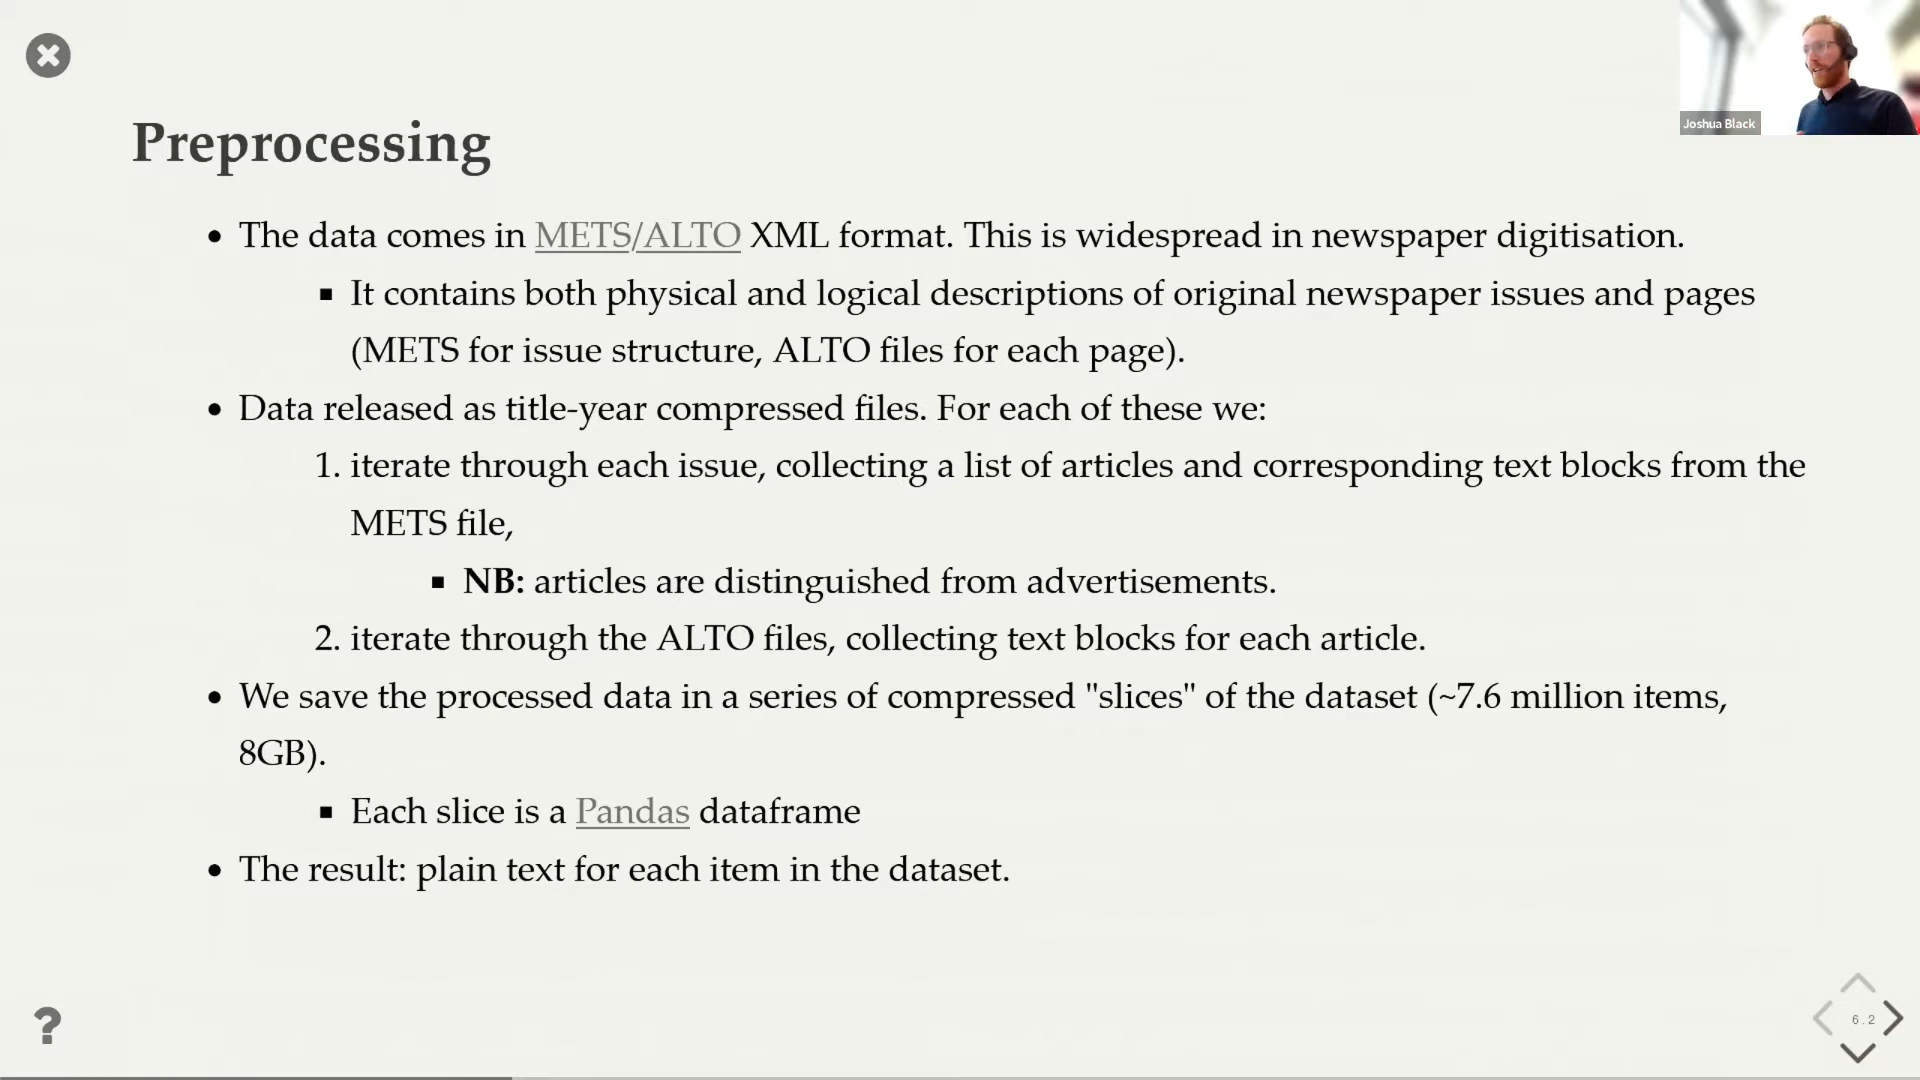 Joshua Black
Preprocessing
• The data comes in METS/ALTO XML format. This is widespread in newspaper digitisation.
▪ It contains both physical and logical descriptions of original newspaper issues and pages
(METS for issue structure, ALTO files for each page).
• Data released as title-year compressed files. For each of these we:
1. iterate through each issue, collecting a list of articles and corresponding text blocks from the
METS file,
▪ NB: articles are distinguished from advertisements.
2. iterate through the ALTO files, collecting text blocks for each article.
• We save the processed data in a series of compressed "slices" of the dataset (~7.6 million items,
8GB).
▪ Each slice is a Pandas dataframe
• The result: plain text for each item in the dataset.
?
6.2